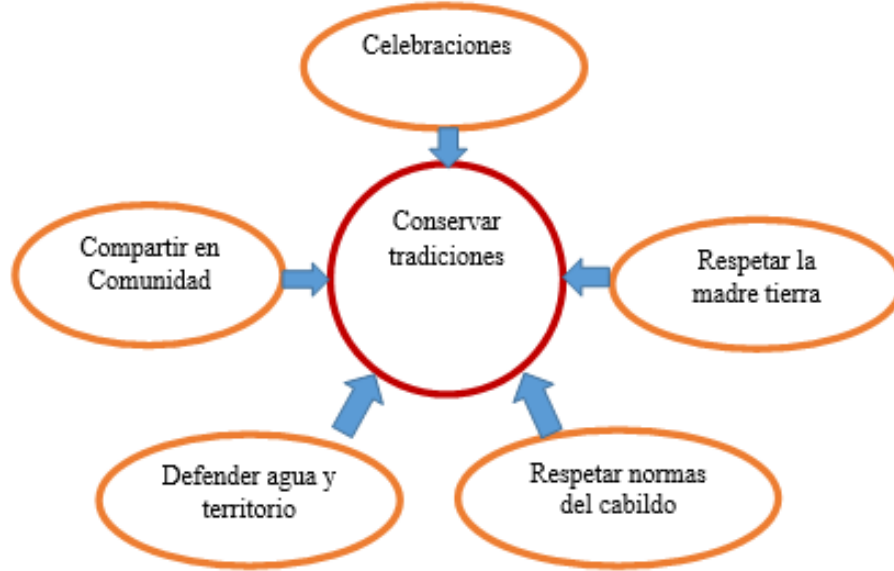 Celebraciones
Conservar
tradiciones
Compartir en
Comunidad
Respetar la
madre tierra
Defender agua y
territorio
Respetar normas
del cabildo